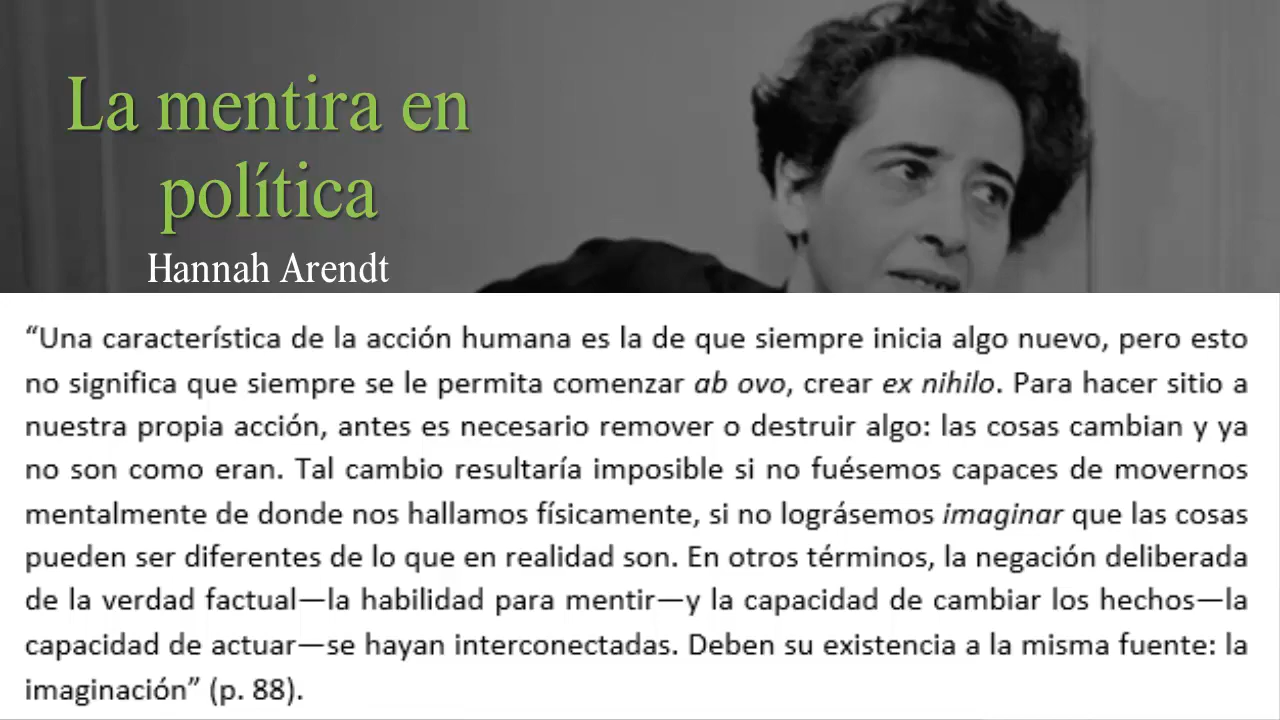 La mentira en
política
Hannah Arendt
“Una característica de la acción humana es la de que siempre inicia algo nuevo, pero esto
no significa que siempre se le permita comenzar ab ovo, crear ex nihilo. Para hacer sitio a
nuestra propia acción, antes es necesario remover o destruir algo: las cosas cambian y ya
no son como eran. Tal cambio resultaría imposible si no fuésemos capaces de movernos
mentalmente de donde nos hallamos físicamente, si no lográsemos imaginar que las cosas
pueden ser diferentes de lo que en realidad son. En otros términos, la negación deliberada
de la verdad factual—la habilidad para mentir—y la capacidad de cambiar los hechos—la
capacidad de actuar—se hayan interconectadas. Deben su existencia a la misma fuente: la
imaginación” (p. 88).